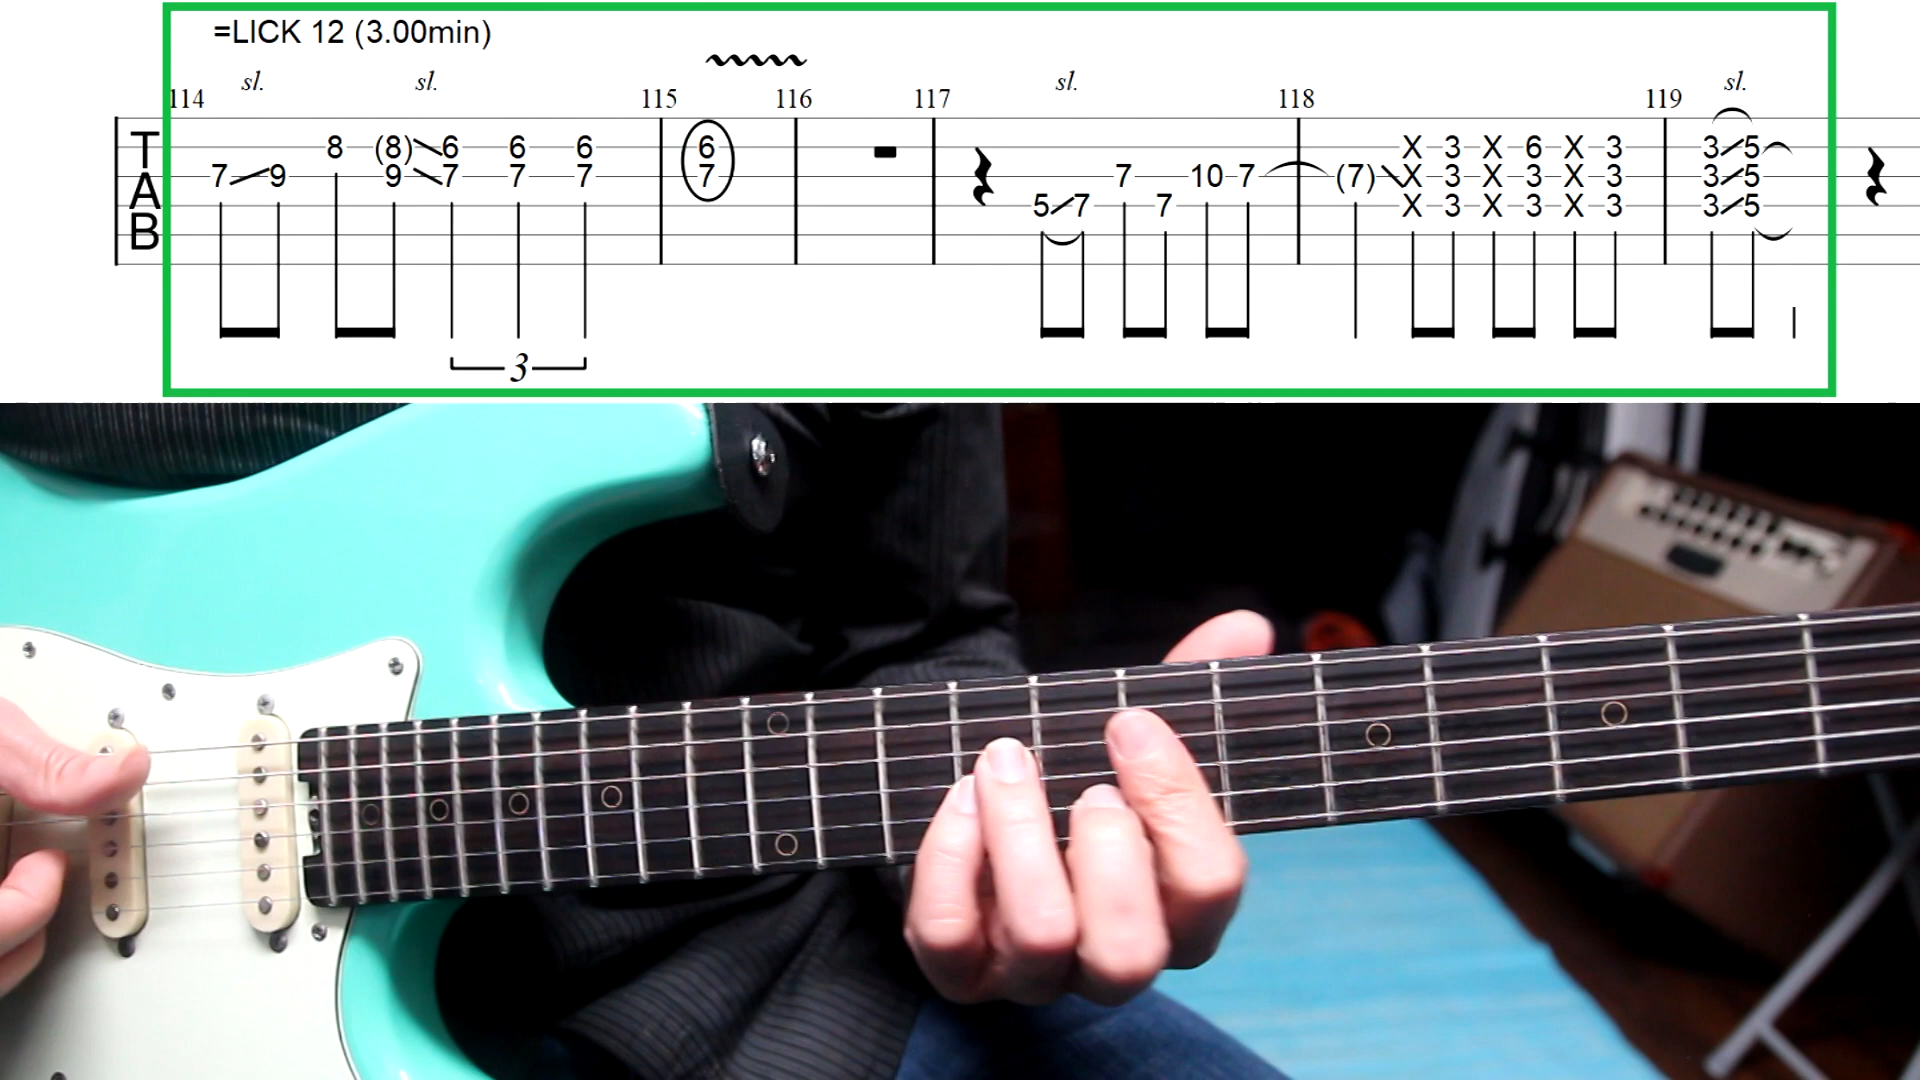 =LICK 12 (3.00min)
sl. sl. sl. sl.
114 115 116 117 118 119
T 8 (8) 6 6 6 6 X 3 X 6 X 3 3 5
A 7 9 9 7 7 7 7 7 10 7 (7) X 3 X 3 X 3 3 5
5 7 7 X 3 X 3 X 3 3 5
B
3